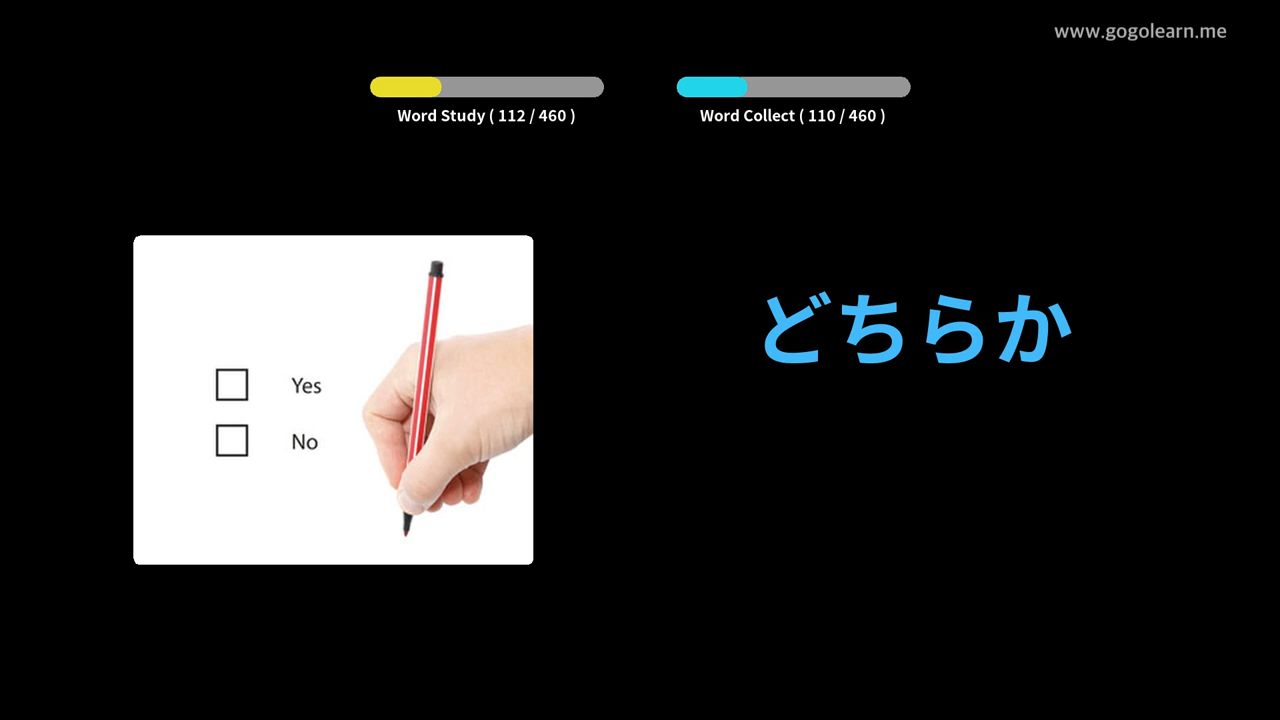 www.gogolearn.me
Word Study ( 112 / 460 )
Word Collect ( 110 / 460 )
Yes
No
どちらか